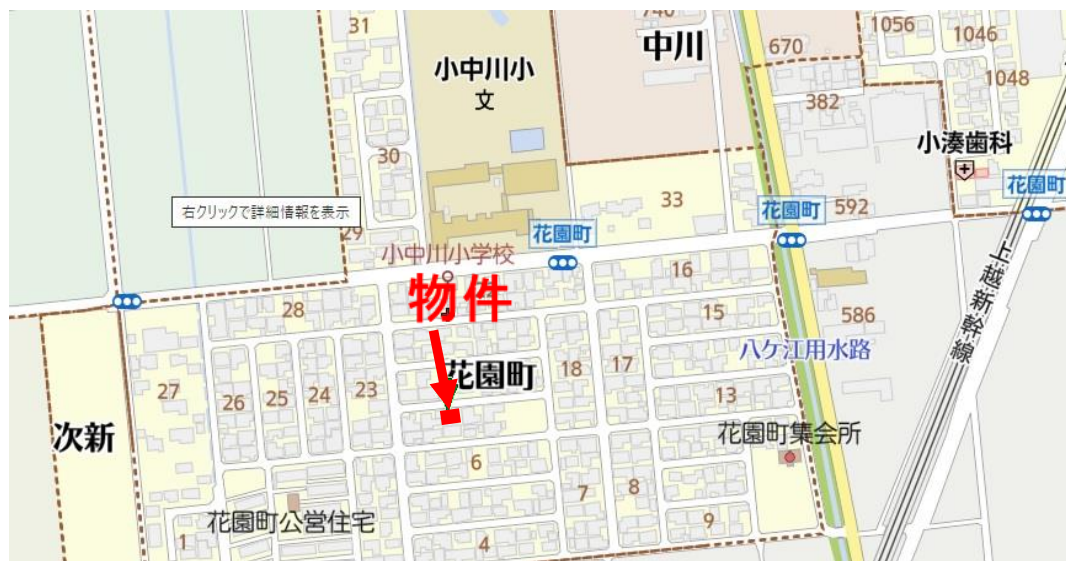 31
746
中川
670
1056
1046
1048
382
小中川小
文
小湊歯科
30
右クリックで詳細情報を表示
29
33
花園町
花園町
592
花園町
小中川小学校
16
物件
28
15
586
上越新幹線
八ケ江用水路
花園町
27
26
25
24
23
18
17
13
次新
花園町集会所
6
7
8
花園町公営住宅
1
4
9